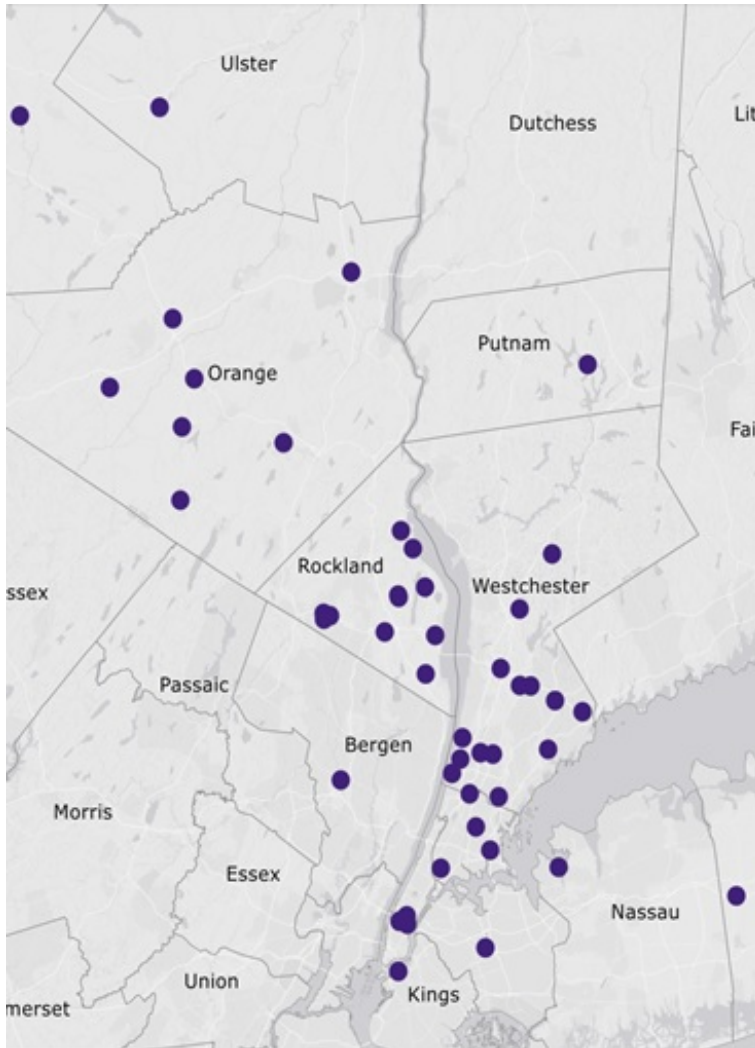 Ulster
Dutchess
Lit
Putnam
Orange
Fai
Rockland
Westchester
ssex
Passaic
Bergen
Morris
Essex
Nassau
Union
Kings
merset